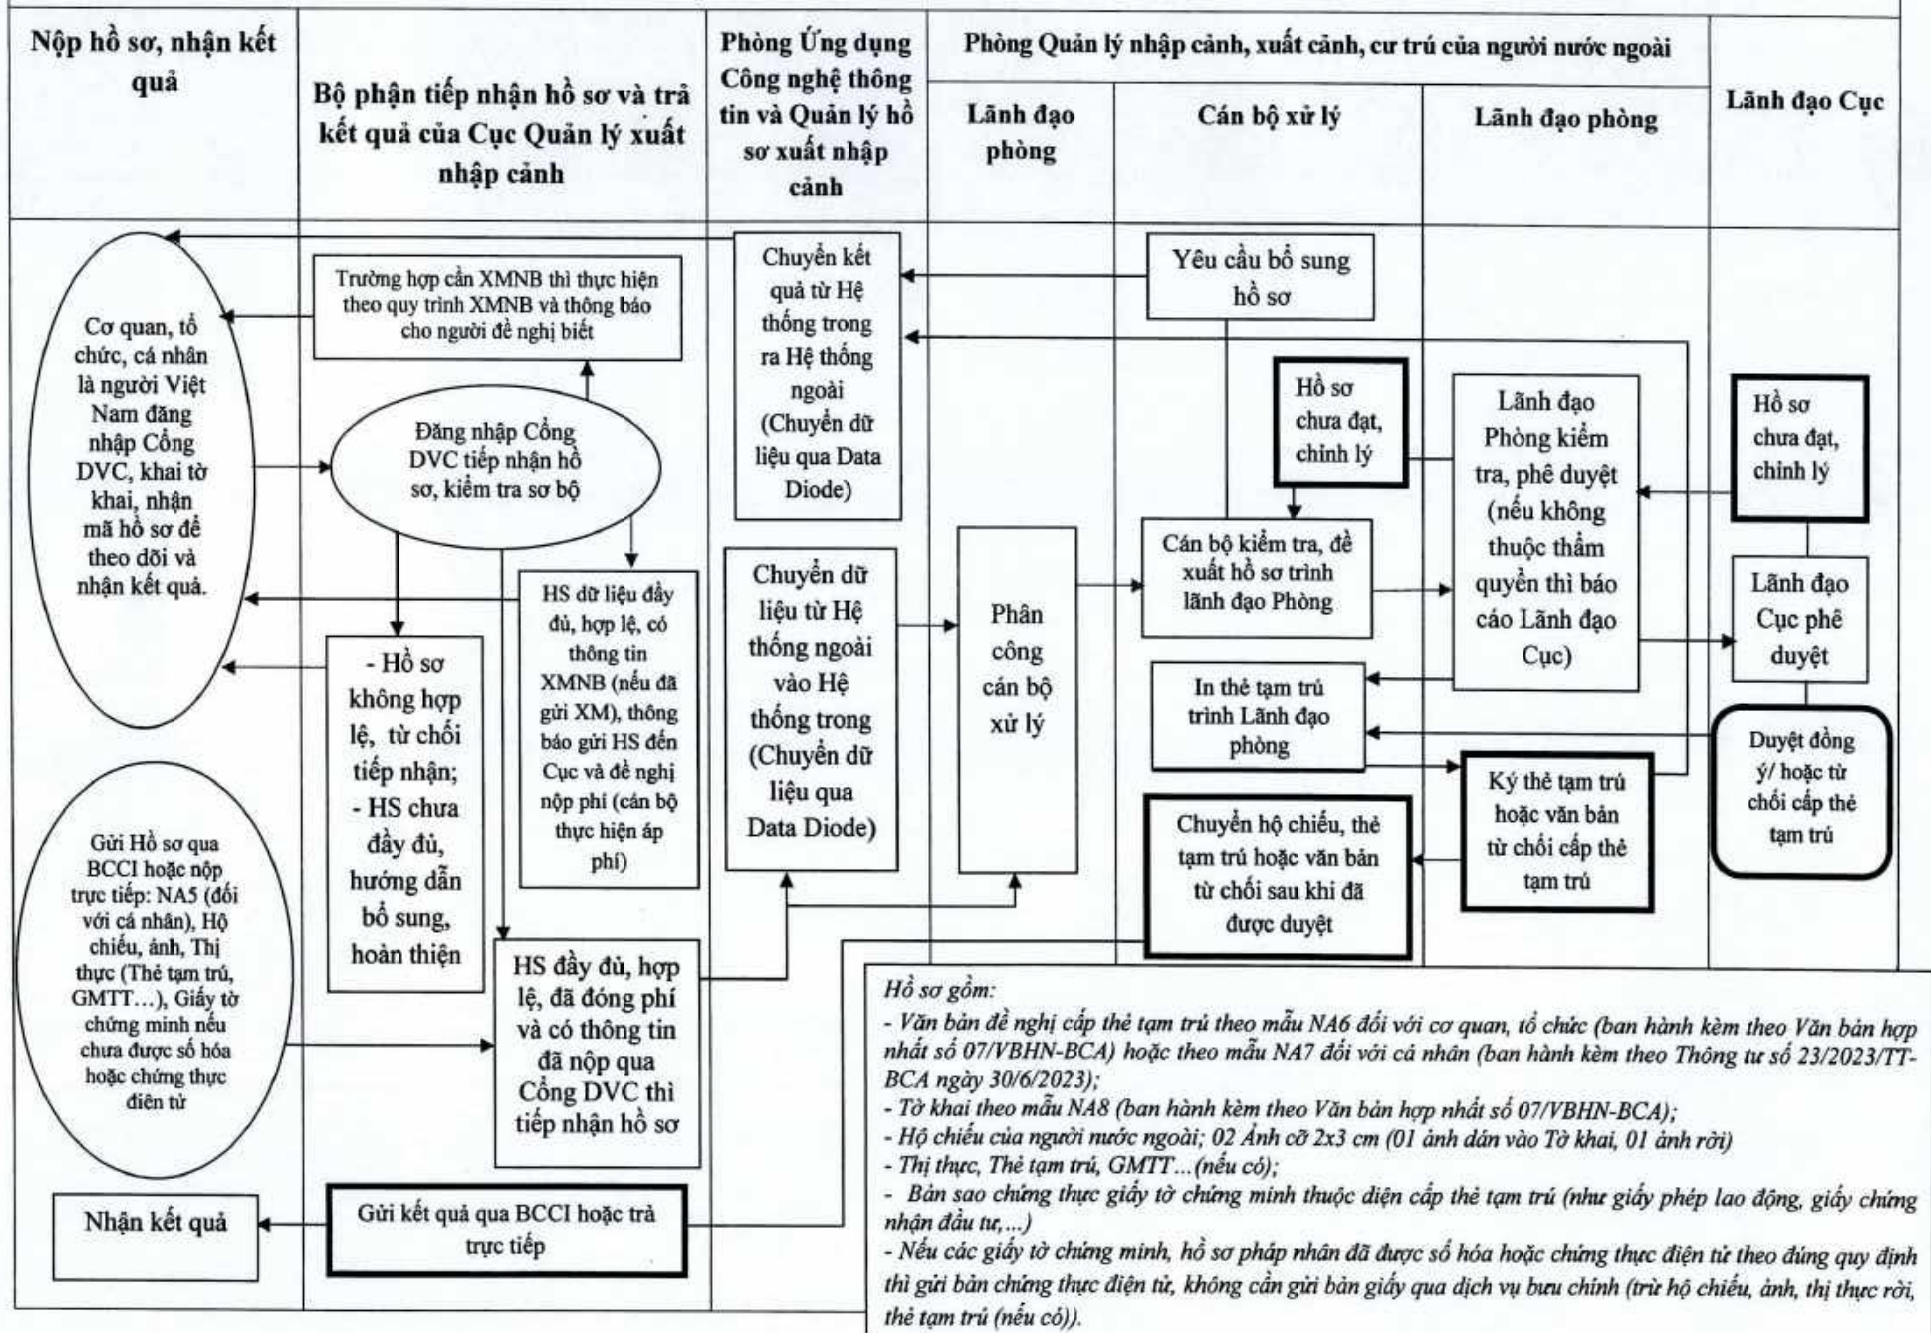 Nộp hồ sơ, nhận kết
quả
Bộ phận tiếp nhận hồ sơ và trả
kết quả của Cục Quản lý xuất
nhập cảnh
Phòng Ứng dụng
Công nghệ thông
tin và Quản lý hồ
sơ xuất nhập
cảnh
Phòng Quản lý nhập cảnh, xuất cảnh, cư trú của người nước ngoài
Lãnh đạo
phòng
Cán bộ xử lý
Lãnh đạo phòng
Lãnh đạo Cục
Cơ quan, tổ
chức, cá nhân
là người Việt
Nam đăng
nhập Cổng
DVC, khai tờ
khai, nhận
mã hồ sơ để
theo dõi và
nhận kết quả.
Trường hợp cần XMNB thì thực hiện
theo quy trình XMNB và thông báo
cho người đề nghị biết
Đăng nhập Cổng
DVC tiếp nhận hồ
sơ, kiểm tra sơ bộ
- Hồ sơ
không hợp
lệ, từ chối
tiếp nhận;
- HS chưa
đầy đủ,
hướng dẫn
bổ sung,
hoàn thiện
HS dữ liệu đầy
đủ, hợp lệ, có
thông tin
XMNB (nếu đã
gửi XM), thông
báo gửi HS đến
Cục và đề nghị
nộp phí (cán bộ
thực hiện áp
phí)
Chuyển kết
quả từ Hệ
thống trong
ra Hệ thống
ngoài
(Chuyển dữ
liệu qua Data
Diode)
Chuyển dữ
liệu từ Hệ
thống ngoài
vào Hệ
thống trong
(Chuyển dữ
liệu qua
Data Diode)
Phân
công
cán bộ
xử lý
Yêu cầu bổ sung
hồ sơ
Hồ sơ
chưa đạt,
chỉnh lý
Cán bộ kiểm tra, đề
xuất hồ sơ trình
lãnh đạo Phòng
Lãnh đạo
Phòng kiểm
tra, phê duyệt
(nếu không
thuộc thẩm
quyền thì báo
cáo Lãnh đạo
Cục)
Hồ sơ
chưa đạt,
chỉnh lý
Lãnh đạo
Cục phê
duyệt
In thẻ tạm trú
trình Lãnh đạo
phòng
Ký thẻ tạm trú
hoặc văn bản
từ chối cấp thẻ
tạm trú
Duyệt đồng
ý/ hoặc từ
chối cấp thẻ
tạm trú
Chuyển hộ chiếu, thẻ
tạm trú hoặc văn bản
từ chối sau khi đã
được duyệt
Gửi Hồ sơ qua
BCCI hoặc nộp
trực tiếp: NA5 (đối
với cá nhân), Hộ
chiếu, ảnh, Thị
thực (Thẻ tạm trú,
GMTT…), Giấy tờ
chứng minh nếu
chưa được số hóa
hoặc chứng thực
điện tử
HS đầy đủ, hợp
lệ, đã đóng phí
và có thông tin
đã nộp qua
Cổng DVC thì
tiếp nhận hồ sơ
Nhận kết quả
Gửi kết quả qua BCCI hoặc trả
trực tiếp
Hồ sơ gồm:
- Văn bản đề nghị cấp thẻ tạm trú theo mẫu NA6 đối với cơ quan, tổ chức (ban hành kèm theo Văn bản hợp
nhất số 07/VBHN-BCA) hoặc theo mẫu NA7 đối với cá nhân (ban hành kèm theo Thông tư số 23/2023/TT-
BCA ngày 30/6/2023);
- Tờ khai theo mẫu NA8 (ban hành kèm theo Văn bản hợp nhất số 07/VBHN-BCA);
- Hộ chiếu của người nước ngoài; 02 Ảnh cỡ 2x3 cm (01 ảnh dán vào Tờ khai, 01 ảnh rời)
- Thị thực, Thẻ tạm trú, GMTT…(nếu có);
- Bản sao chứng thực giấy tờ chứng minh thuộc diện cấp thẻ tạm trú (như giấy phép lao động, giấy chứng
nhận đầu tư,...)
- Nếu các giấy tờ chứng minh, hồ sơ pháp nhân đã được số hóa hoặc chứng thực điện tử theo đúng quy định
thì gửi bản chứng thực điện tử, không cần gửi bản giấy qua dịch vụ bưu chính (trừ hộ chiếu, ảnh, thị thực rời,
thẻ tạm trú (nếu có)).